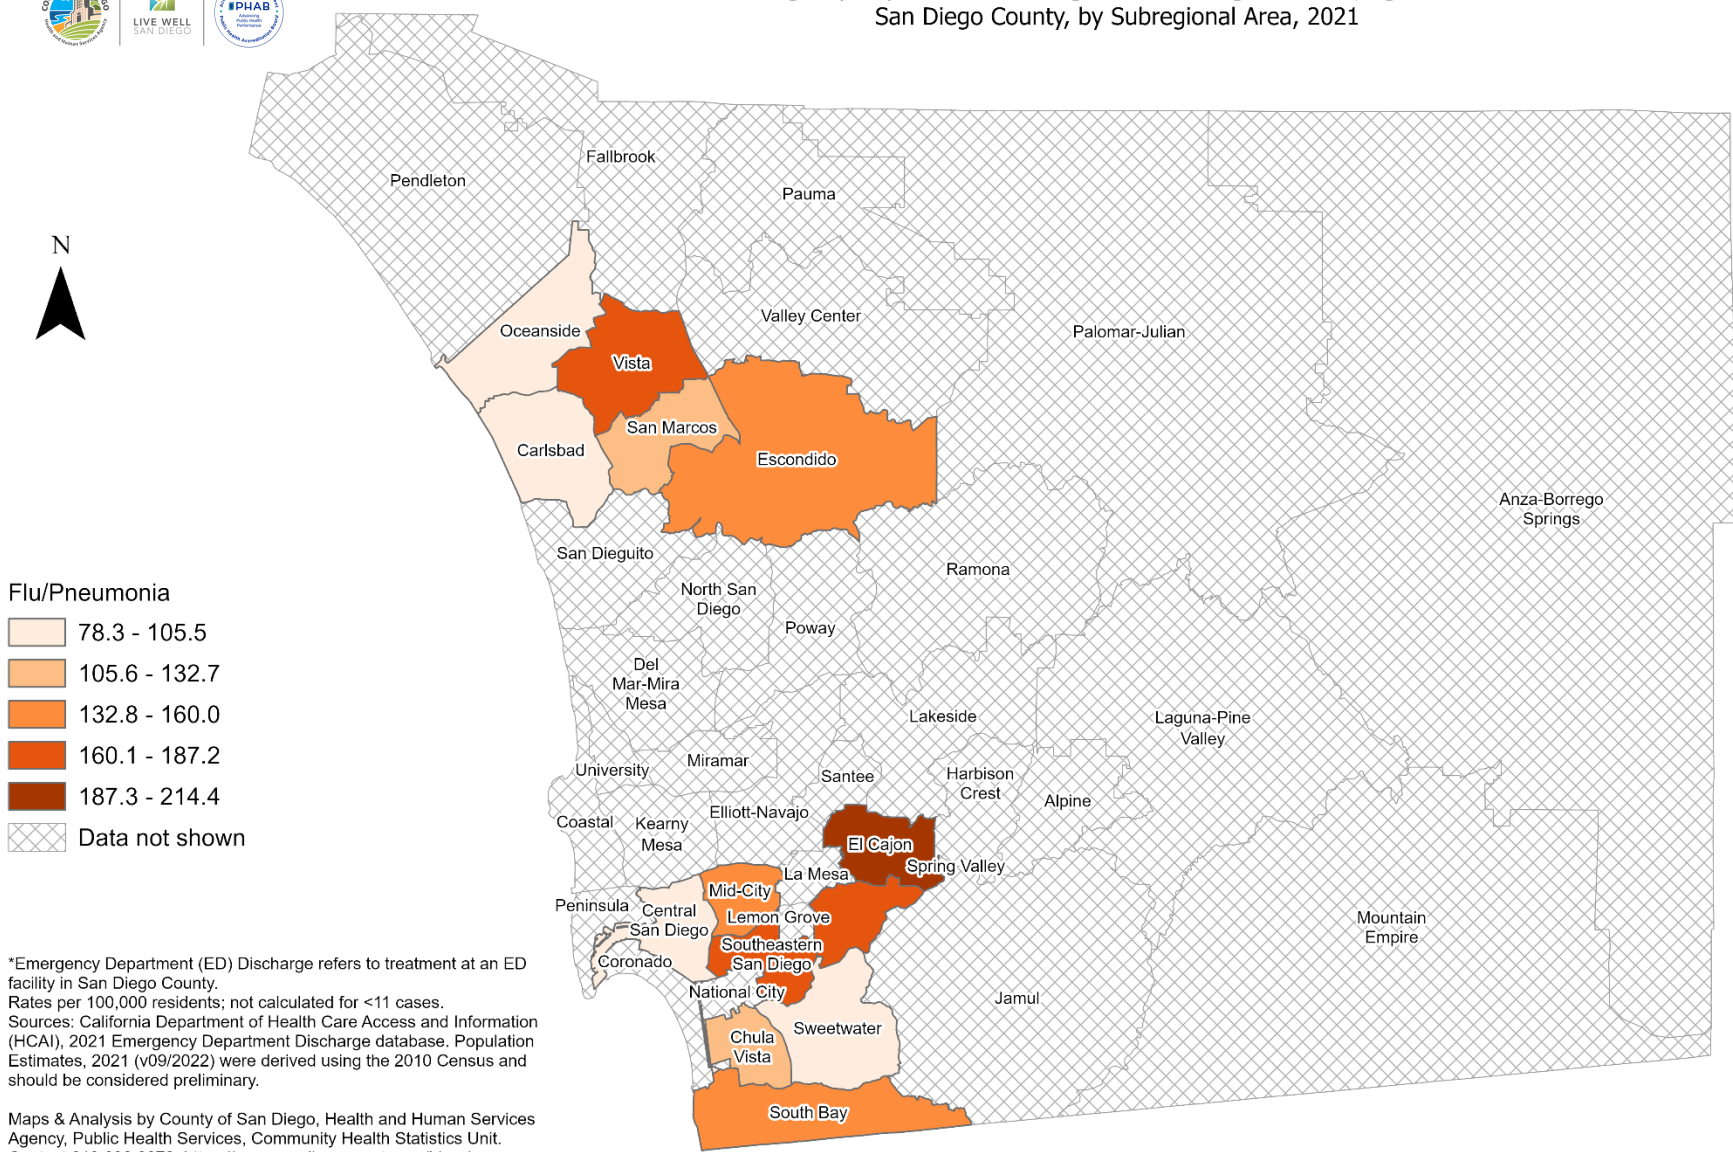 LIVE WELL
SAN DIEGO
PHAB
Advancing
Public Health
Performance
San Diego County, by Subregional Area, 2021
Fallbrook
Pendleton
Pauma
N
Valley Center
Oceanside
Palomar-Julian
Vista
San Marcos
Carlsbad
Escondido
Anza-Borrego
Springs
San Dieguito
Ramona
North San
Diego
Poway
Del
Mar-Mira
Mesa
Lakeside
Laguna-Pine
Valley
Miramar
University
Santee
Harbison
Crest
Alpine
Elliott-Navajo
Coastal
Kearny
Mesa
El Cajon
Spring Valley
La Mesa
Mid-City
Peninsula
Central
San Diego
Lemon Grove
Mountain
Empire
Southeastern
San Diego
Coronado
National City
Jamul
Sweetwater
Chula
Vista
South Bay
Flu/Pneumonia
78.3 - 105.5
105.6 - 132.7
132.8 - 160.0
160.1 - 187.2
187.3 - 214.4
Data not shown
*Emergency Department (ED) Discharge refers to treatment at an ED
facility in San Diego County.
Rates per 100,000 residents; not calculated for <11 cases.
Sources: California Department of Health Care Access and Information
(HCAI), 2021 Emergency Department Discharge database. Population
Estimates, 2021 (v09/2022) were derived using the 2010 Census and
should be considered preliminary.
Maps & Analysis by County of San Diego, Health and Human Services
Agency, Public Health Services, Community Health Statistics Unit.